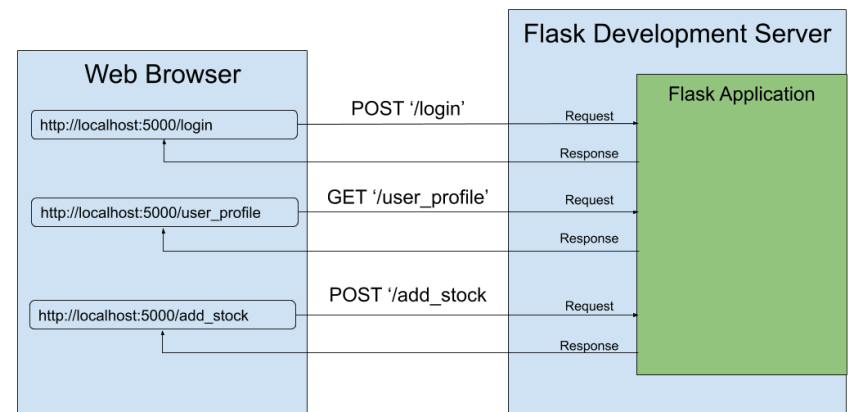 Flask Development Server
Web Browser
Flask Application
POST ‘/login’
http://localhost:5000/login
Request
Response
GET ‘/user_profile’
http://localhost:5000/user_profile
Request
Response
POST ‘/add_stock
http://localhost:5000/add_stock
Request
Response